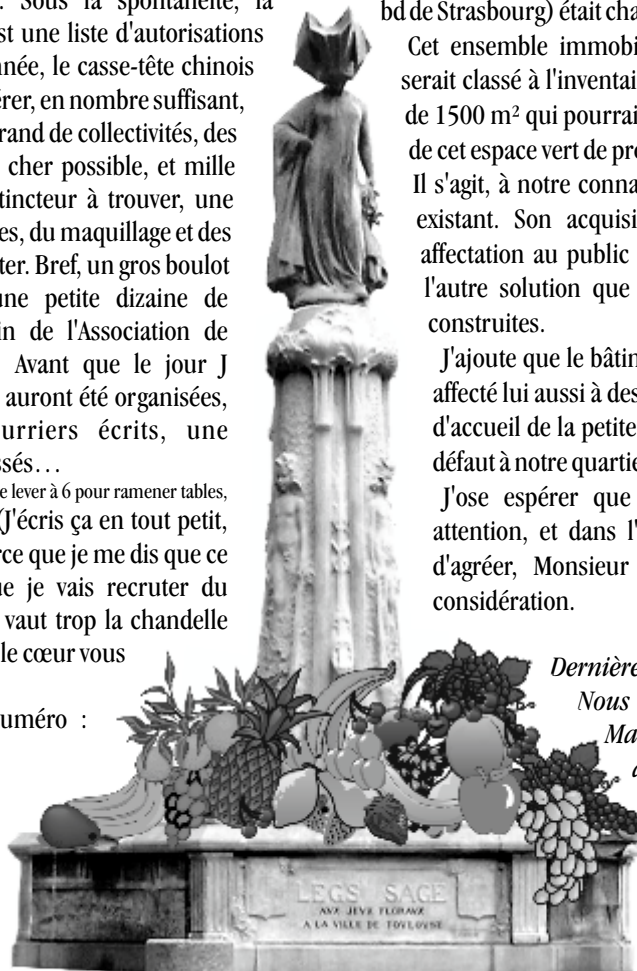 Sous la spontanéité, la
st une liste d'autorisations
nnée, le casse-tête chinois
érer, en nombre suffisant,
rand de collectivités, des
cher possible, et mille
tincteur à trouver, une
es, du maquillage et des
ter. Bref, un gros boulot
une petite dizaine de
in de l'Association de
Avant que le jour J
auront été organisées,
urriers écrits, une
ssés…
e lever à 6 pour ramener tables,
(J'écris ça en tout petit,
rce que je me dis que ce
ue je vais recruter du
vaut trop la chandelle
le cœur vous
uméro :
bd de Strasbourg) était cha
Cet ensemble immobi
serait classé à l'inventai
de 1500 m² qui pourrai
de cet espace vert de pro
Il s'agit, à notre conna
existant. Son acquisi
affectation au public
l'autre solution que
construites.
J'ajoute que le bâtin
affecté lui aussi à des
d'accueil de la petite
défaut à notre quartie
J'ose espérer que
attention, et dans l'
d'agréer, Monsieur
considération.
Dernière
Nous
Ma
LEGS SAGE
AVX JEVX FLORAVX
A LA VILLE DE TOVLOVSE